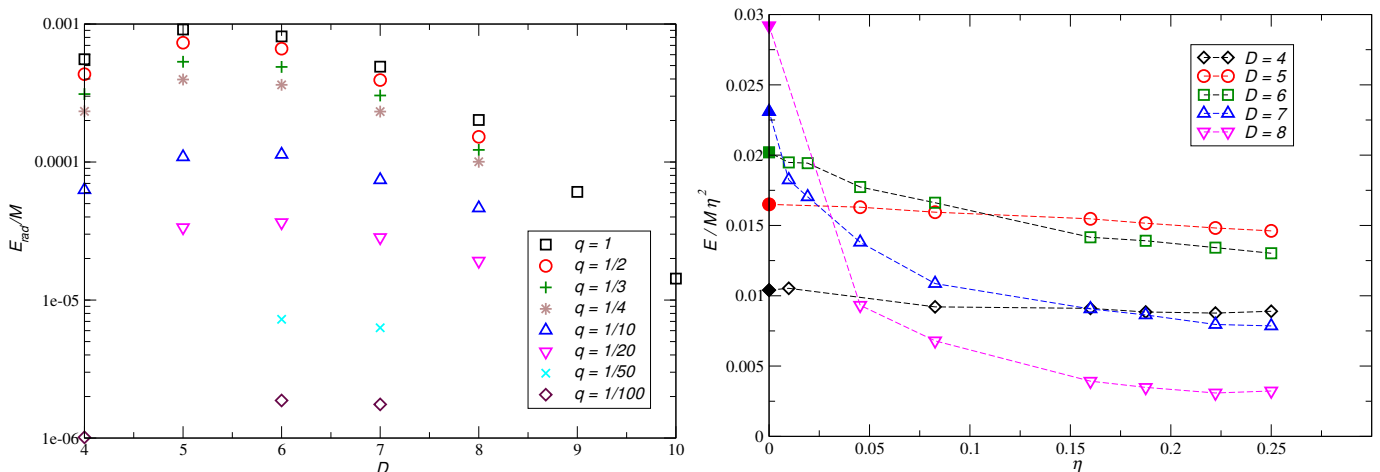 0.001
0.0001
1e-05
1e-06
E_rad/M
4
5
6
7
8
9
10
D
q = 1
q = 1/2
q = 1/3
q = 1/4
q = 1/10
q = 1/20
q = 1/50
q = 1/100
0.03
0.025
0.02
0.015
0.01
0.005
0
E / M η²
0
0.05
0.1
0.15
0.2
0.25
η
D = 4
D = 5
D = 6
D = 7
D = 8